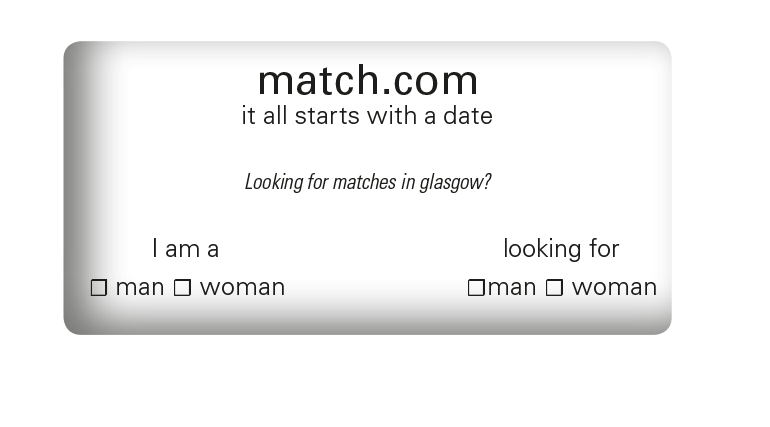 match.com
it all starts with a date
Looking for matches in glasgow?
I am a
looking for
❐ man ❐ woman
❐man ❐ woman